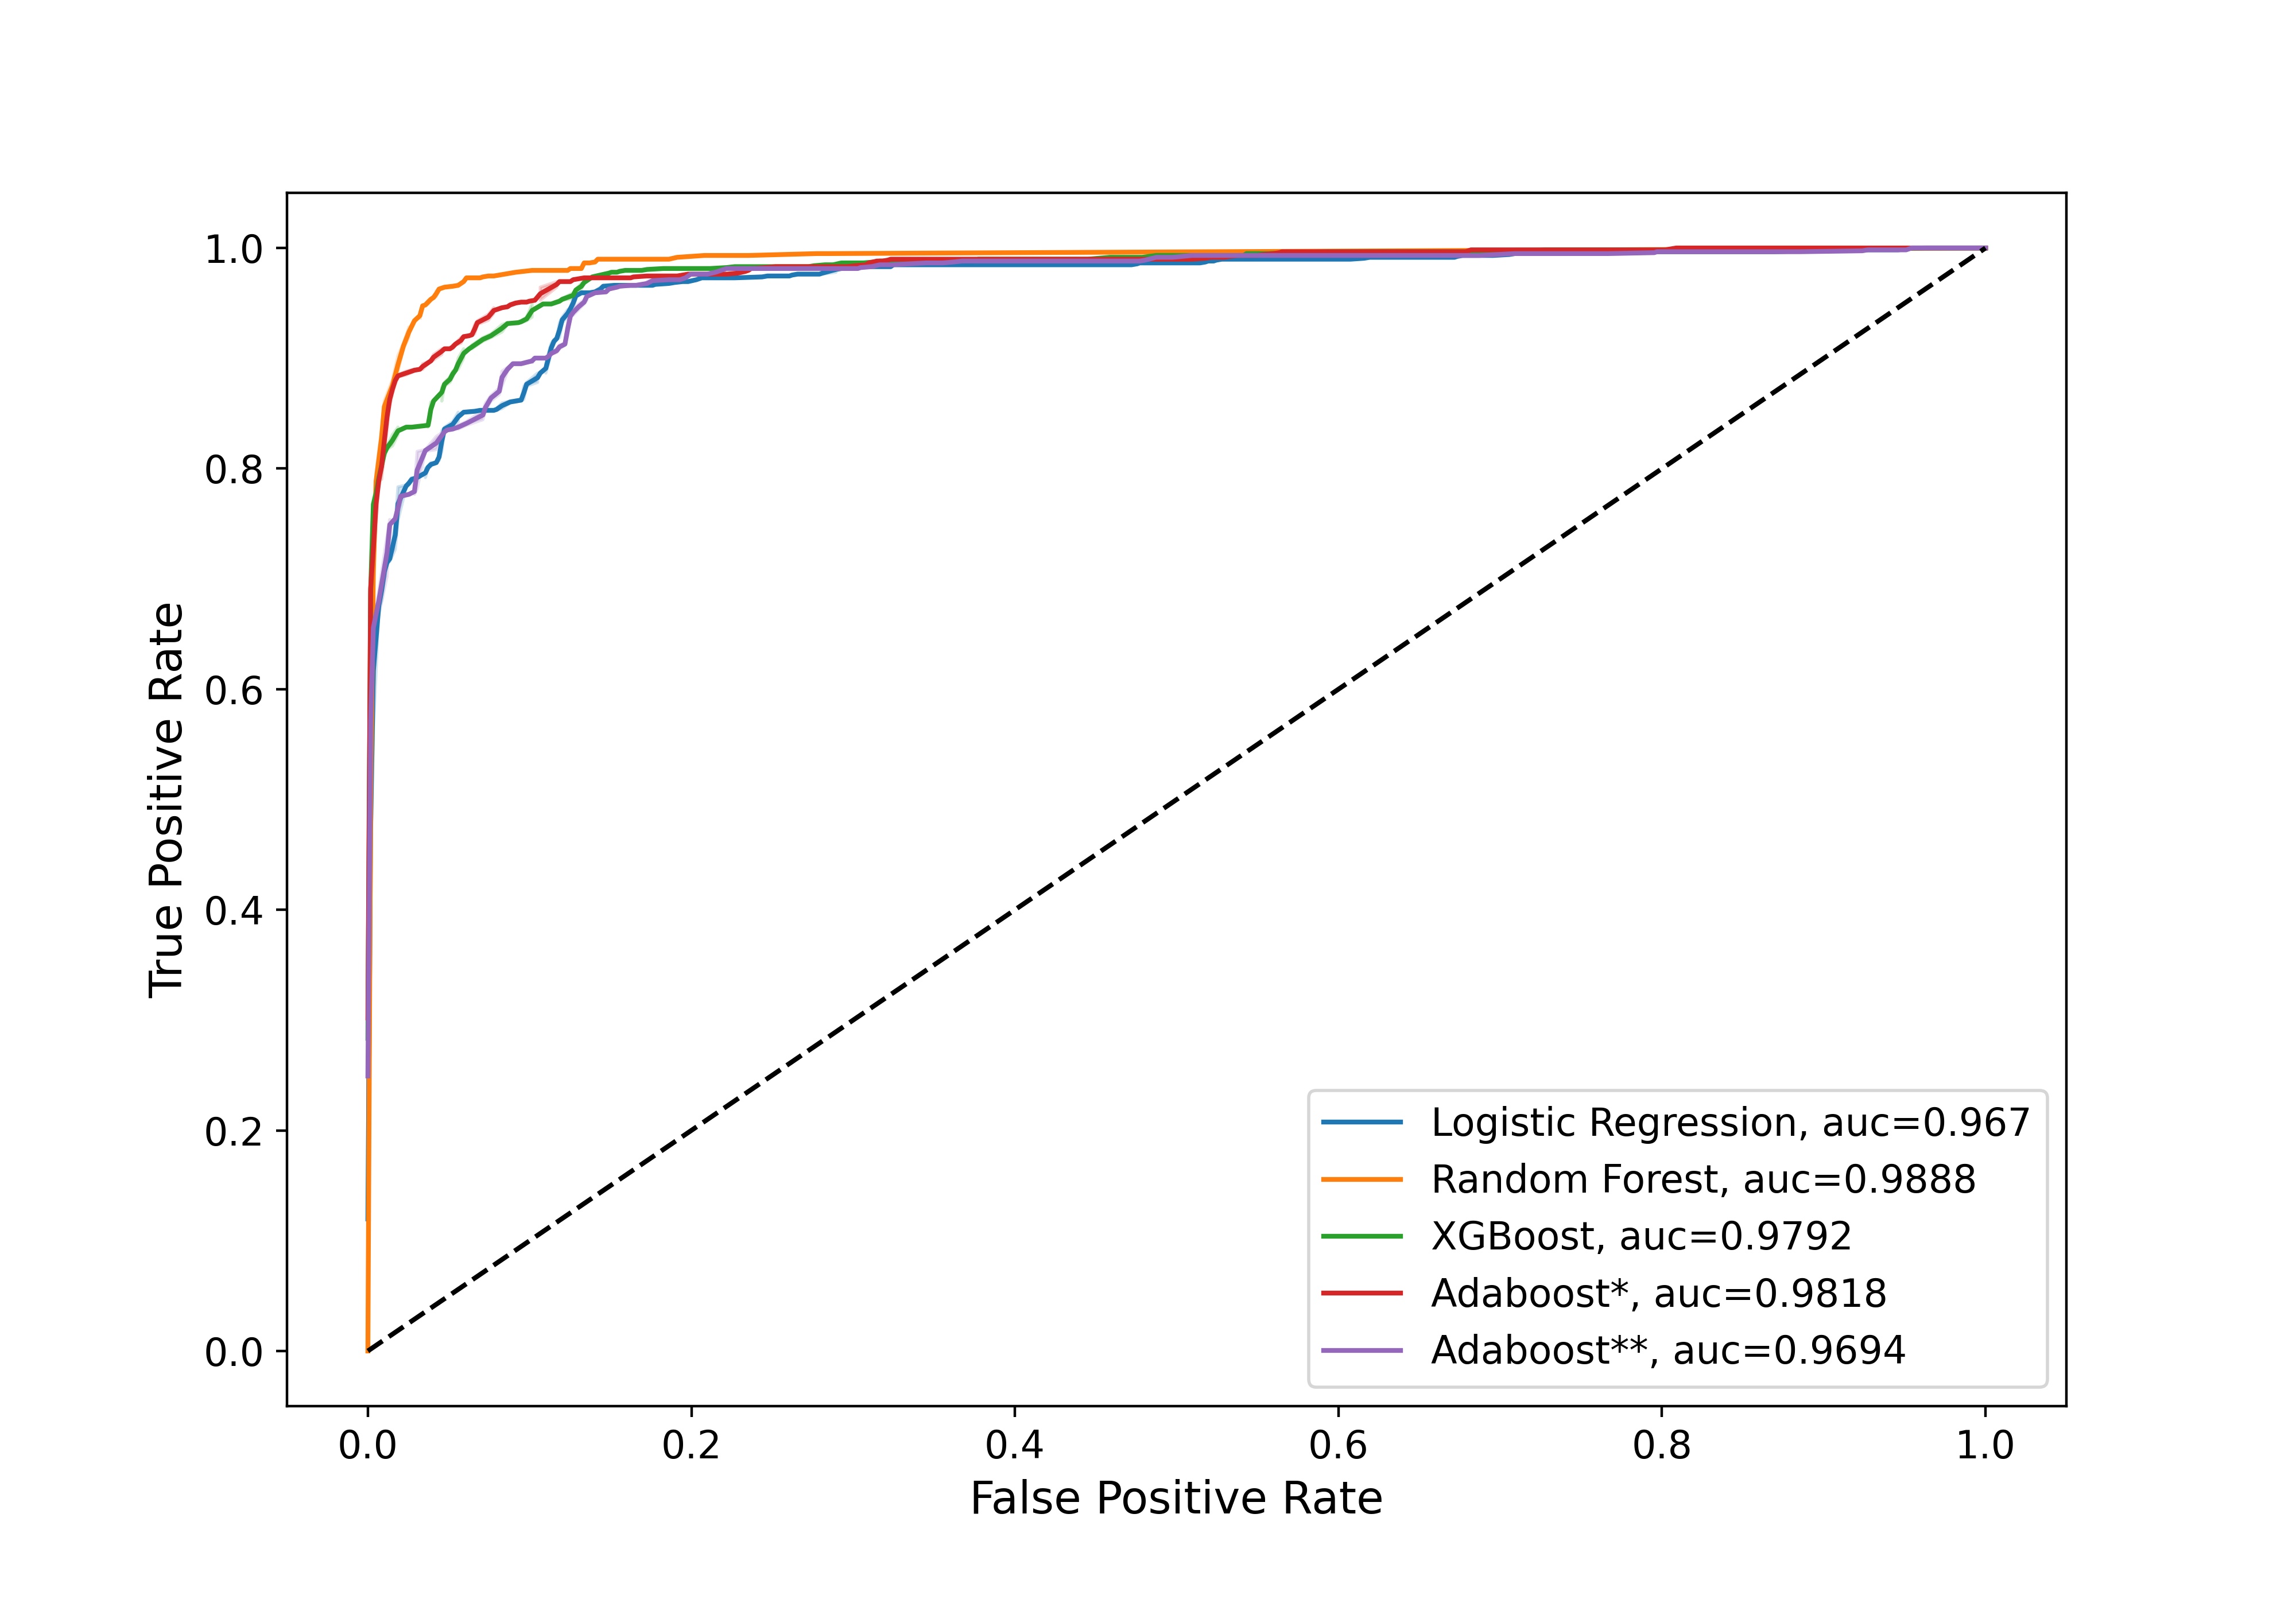 1.0
0.8
0.6
0.4
0.2
0.0
True Positive Rate
0.0 0.2 0.4 0.6 0.8 1.0
False Positive Rate
Logistic Regression, auc=0.967
Random Forest, auc=0.9888
XGBoost, auc=0.9792
Adaboost*, auc=0.9818
Adaboost**, auc=0.9694